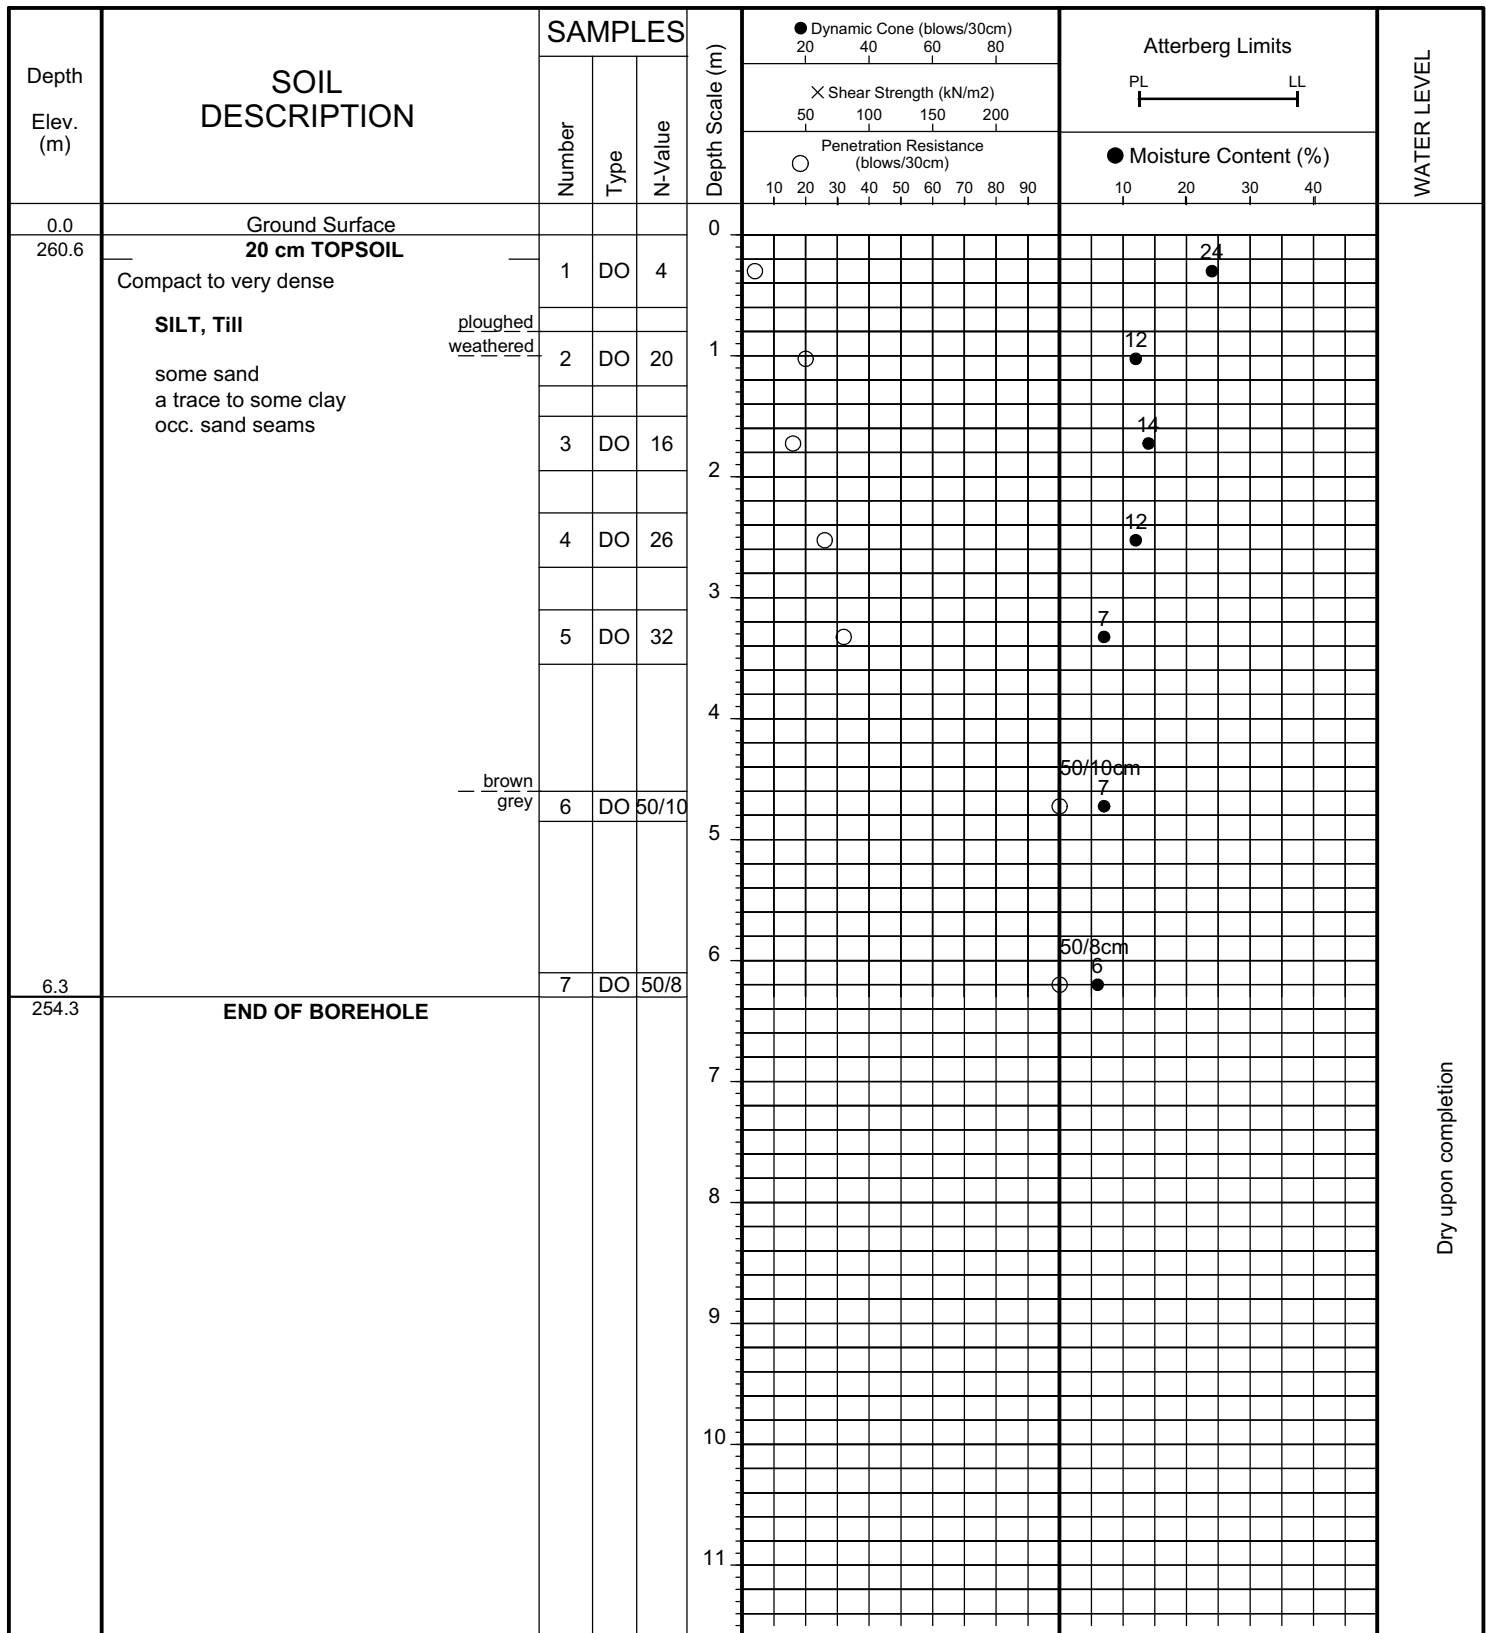 Depth
Elev.
(m)
SOIL
DESCRIPTION
SAMPLES
Number
Type
N-Value
Depth Scale (m)
● Dynamic Cone (blows/30cm)
20 40 60 80
× Shear Strength (kN/m2)
50 100 150 200
○ Penetration Resistance
(blows/30cm)
10 20 30 40 50 60 70 80 90
Atterberg Limits
PL LL
● Moisture Content (%)
10 20 30 40
WATER LEVEL
0.0 Ground Surface 0
260.6 20 cm TOPSOIL
24
Compact to very dense 1 DO 4
SILT, Till ploughed
weathered
12
1
2 DO 20
some sand
a trace to some clay
occ. sand seams
14
3 DO 16
2
12
4 DO 26
3
7
5 DO 32
4
50/10cm
brown
7
grey 6 DO 50/10
5
50/8cm
6
6
6.3 7 DO 50/8
254.3 END OF BOREHOLE
7
Dry upon completion
8
9
10
11